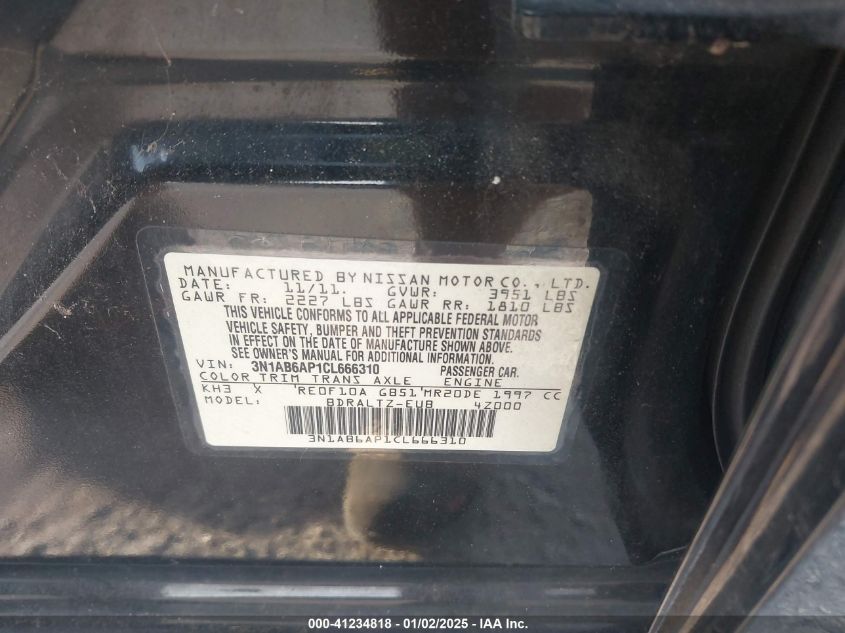 MANUFACTURED BY NISSAN MOTOR CO., LTD.
DATE: 11/11. GVWR: 3951 LBS
GAWR FR: 2227 LBS GAWR RR: 1810 LBS
THIS VEHICLE CONFORMS TO ALL APPLICABLE FEDERAL MOTOR
VEHICLE SAFETY, BUMPER AND THEFT PREVENTION STANDARDS
IN EFFECT ON THE DATE OF MANUFACTURE SHOWN ABOVE.
SEE OWNER'S MANUAL FOR ADDITIONAL INFORMATION
VIN: 3N1AB6AP1CL666310 PASSENGER CAR.
COLOR TRIM TRANS AXLE ENGINE
KH3 X 'RE0F10A GB51'MR20DE 1997 CC
MODEL: BDRALTZ-EUB 4Z000
3N1AB6AP1CL666310
000-41234818 - 01/02/2025 - IAA Inc.